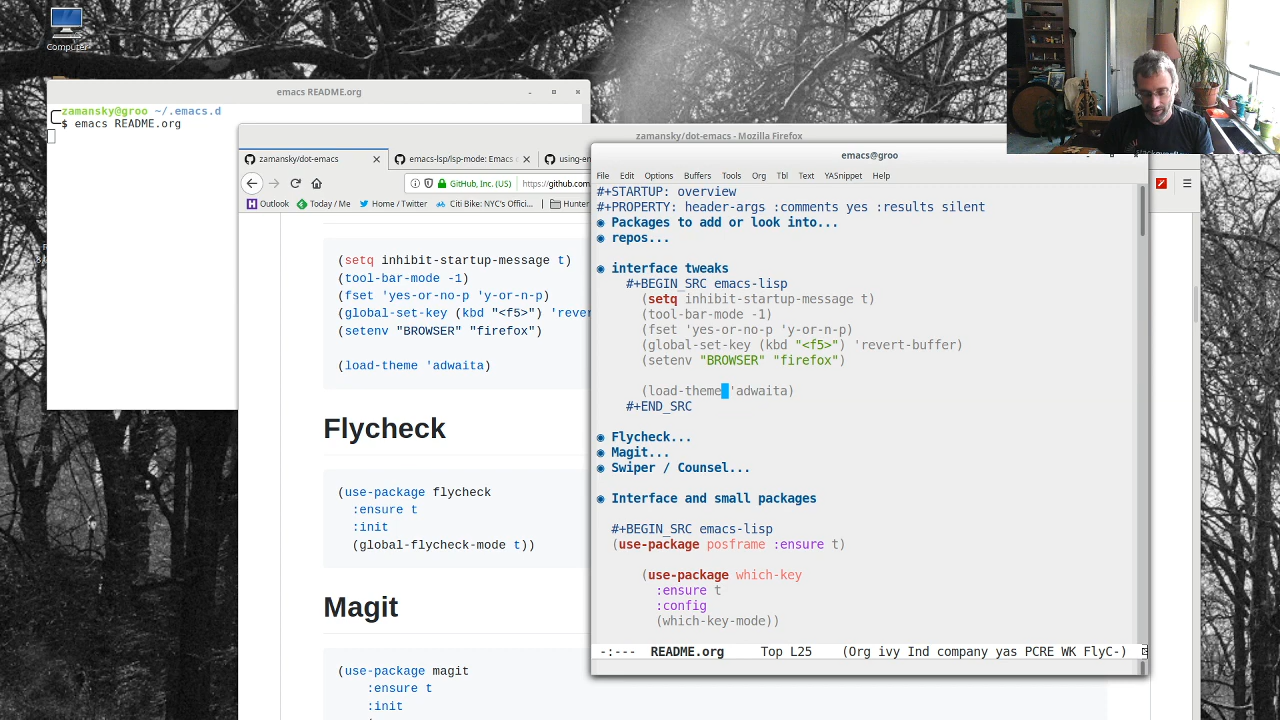 Computer
emacs README.org
zamansky@groo ~/.emacs.d
$ emacs README.org
zamansky/dot-emacs - Mozilla Firefox
zamansky/dot-emacs
emacs-lsp/lsp-mode: Emacs
using-en
GitHub, Inc. (US)
https://github.com
Outlook
Today / Me
Home / Twitter
Citi Bike: NYC's Offici...
Hunter
(setq inhibit-startup-message t)
(tool-bar-mode -1)
(fset 'yes-or-no-p 'y-or-n-p)
(global-set-key (kbd "<f5>") 'rever
(setenv "BROWSER" "firefox")
(load-theme 'adwaita)
Flycheck
(use-package flycheck
:ensure t
:init
(global-flycheck-mode t))
Magit
(use-package magit
:ensure t
:init
emacs@groo
File Edit Options Buffers Tools Org Tbl Text YASnippet Help
#+STARTUP: overview
#+PROPERTY: header-args :comments yes :results silent
◉ Packages to add or look into...
◉ repos...
◉ interface tweaks
#+BEGIN_SRC emacs-lisp
(setq inhibit-startup-message t)
(tool-bar-mode -1)
(fset 'yes-or-no-p 'y-or-n-p)
(global-set-key (kbd "<f5>") 'revert-buffer)
(setenv "BROWSER" "firefox")
(load-theme 'adwaita)
#+END_SRC
◉ Flycheck...
◉ Magit...
◉ Swiper / Counsel...
◉ Interface and small packages
#+BEGIN_SRC emacs-lisp
(use-package posframe :ensure t)
(use-package which-key
:ensure t
:config
(which-key-mode))
-:--- README.org Top L25 (Org ivy Ind company yas PCRE WK FlyC-)